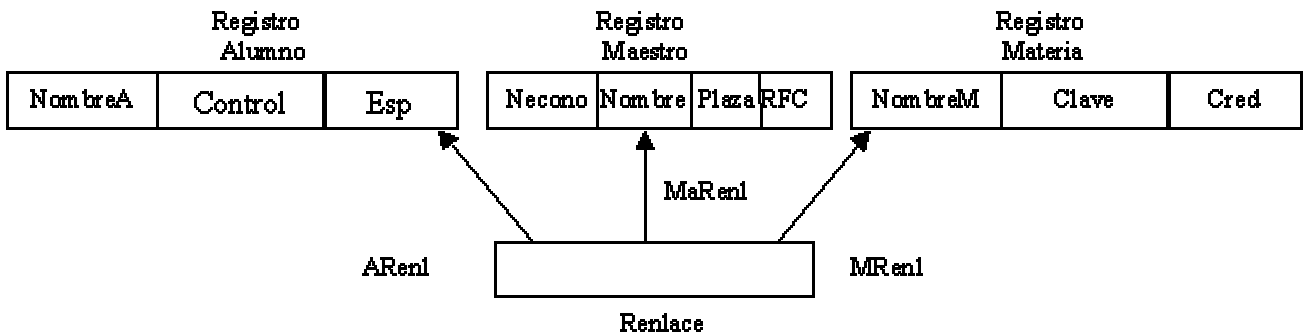 Registro
Alumno
Registro
Maestro
Registro
Materia
NombreA Control Esp
Necono Nombre Plaza RFC
NombreM Clave Cred
MaRenl
ARenl
MRenl
Renlace